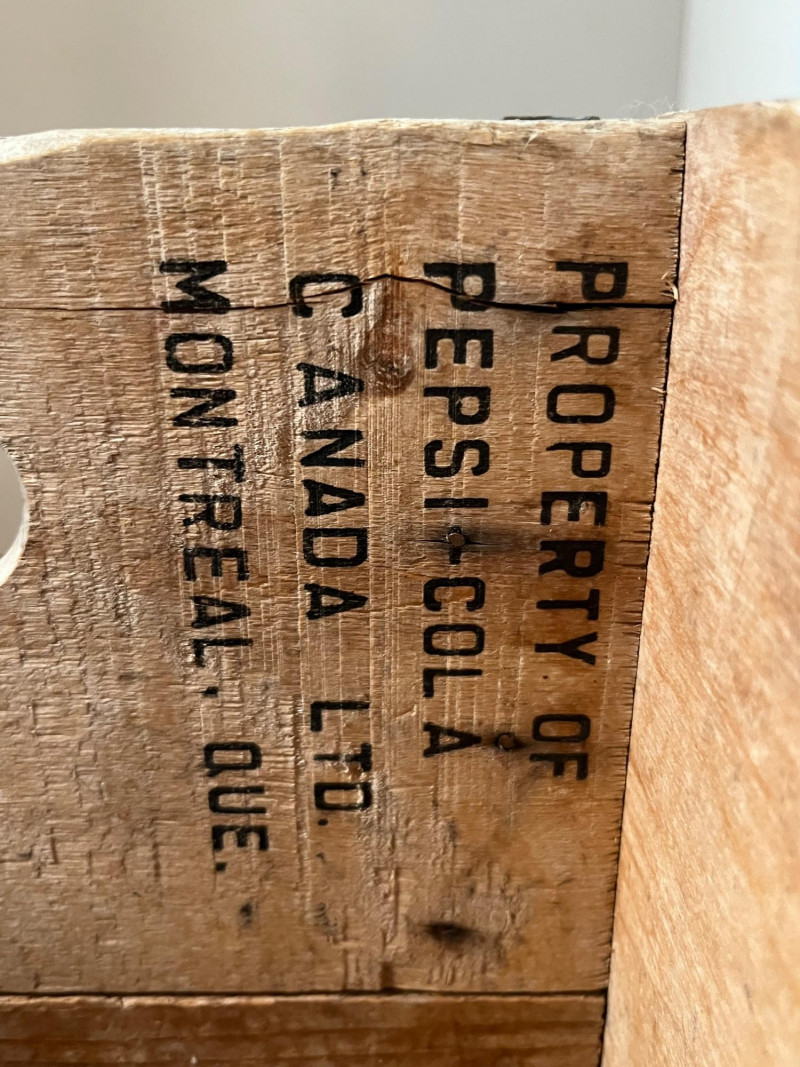 PROPERTY OF
PEPSI-COLA
CANADA LTD.
MONTREAL, QUE.